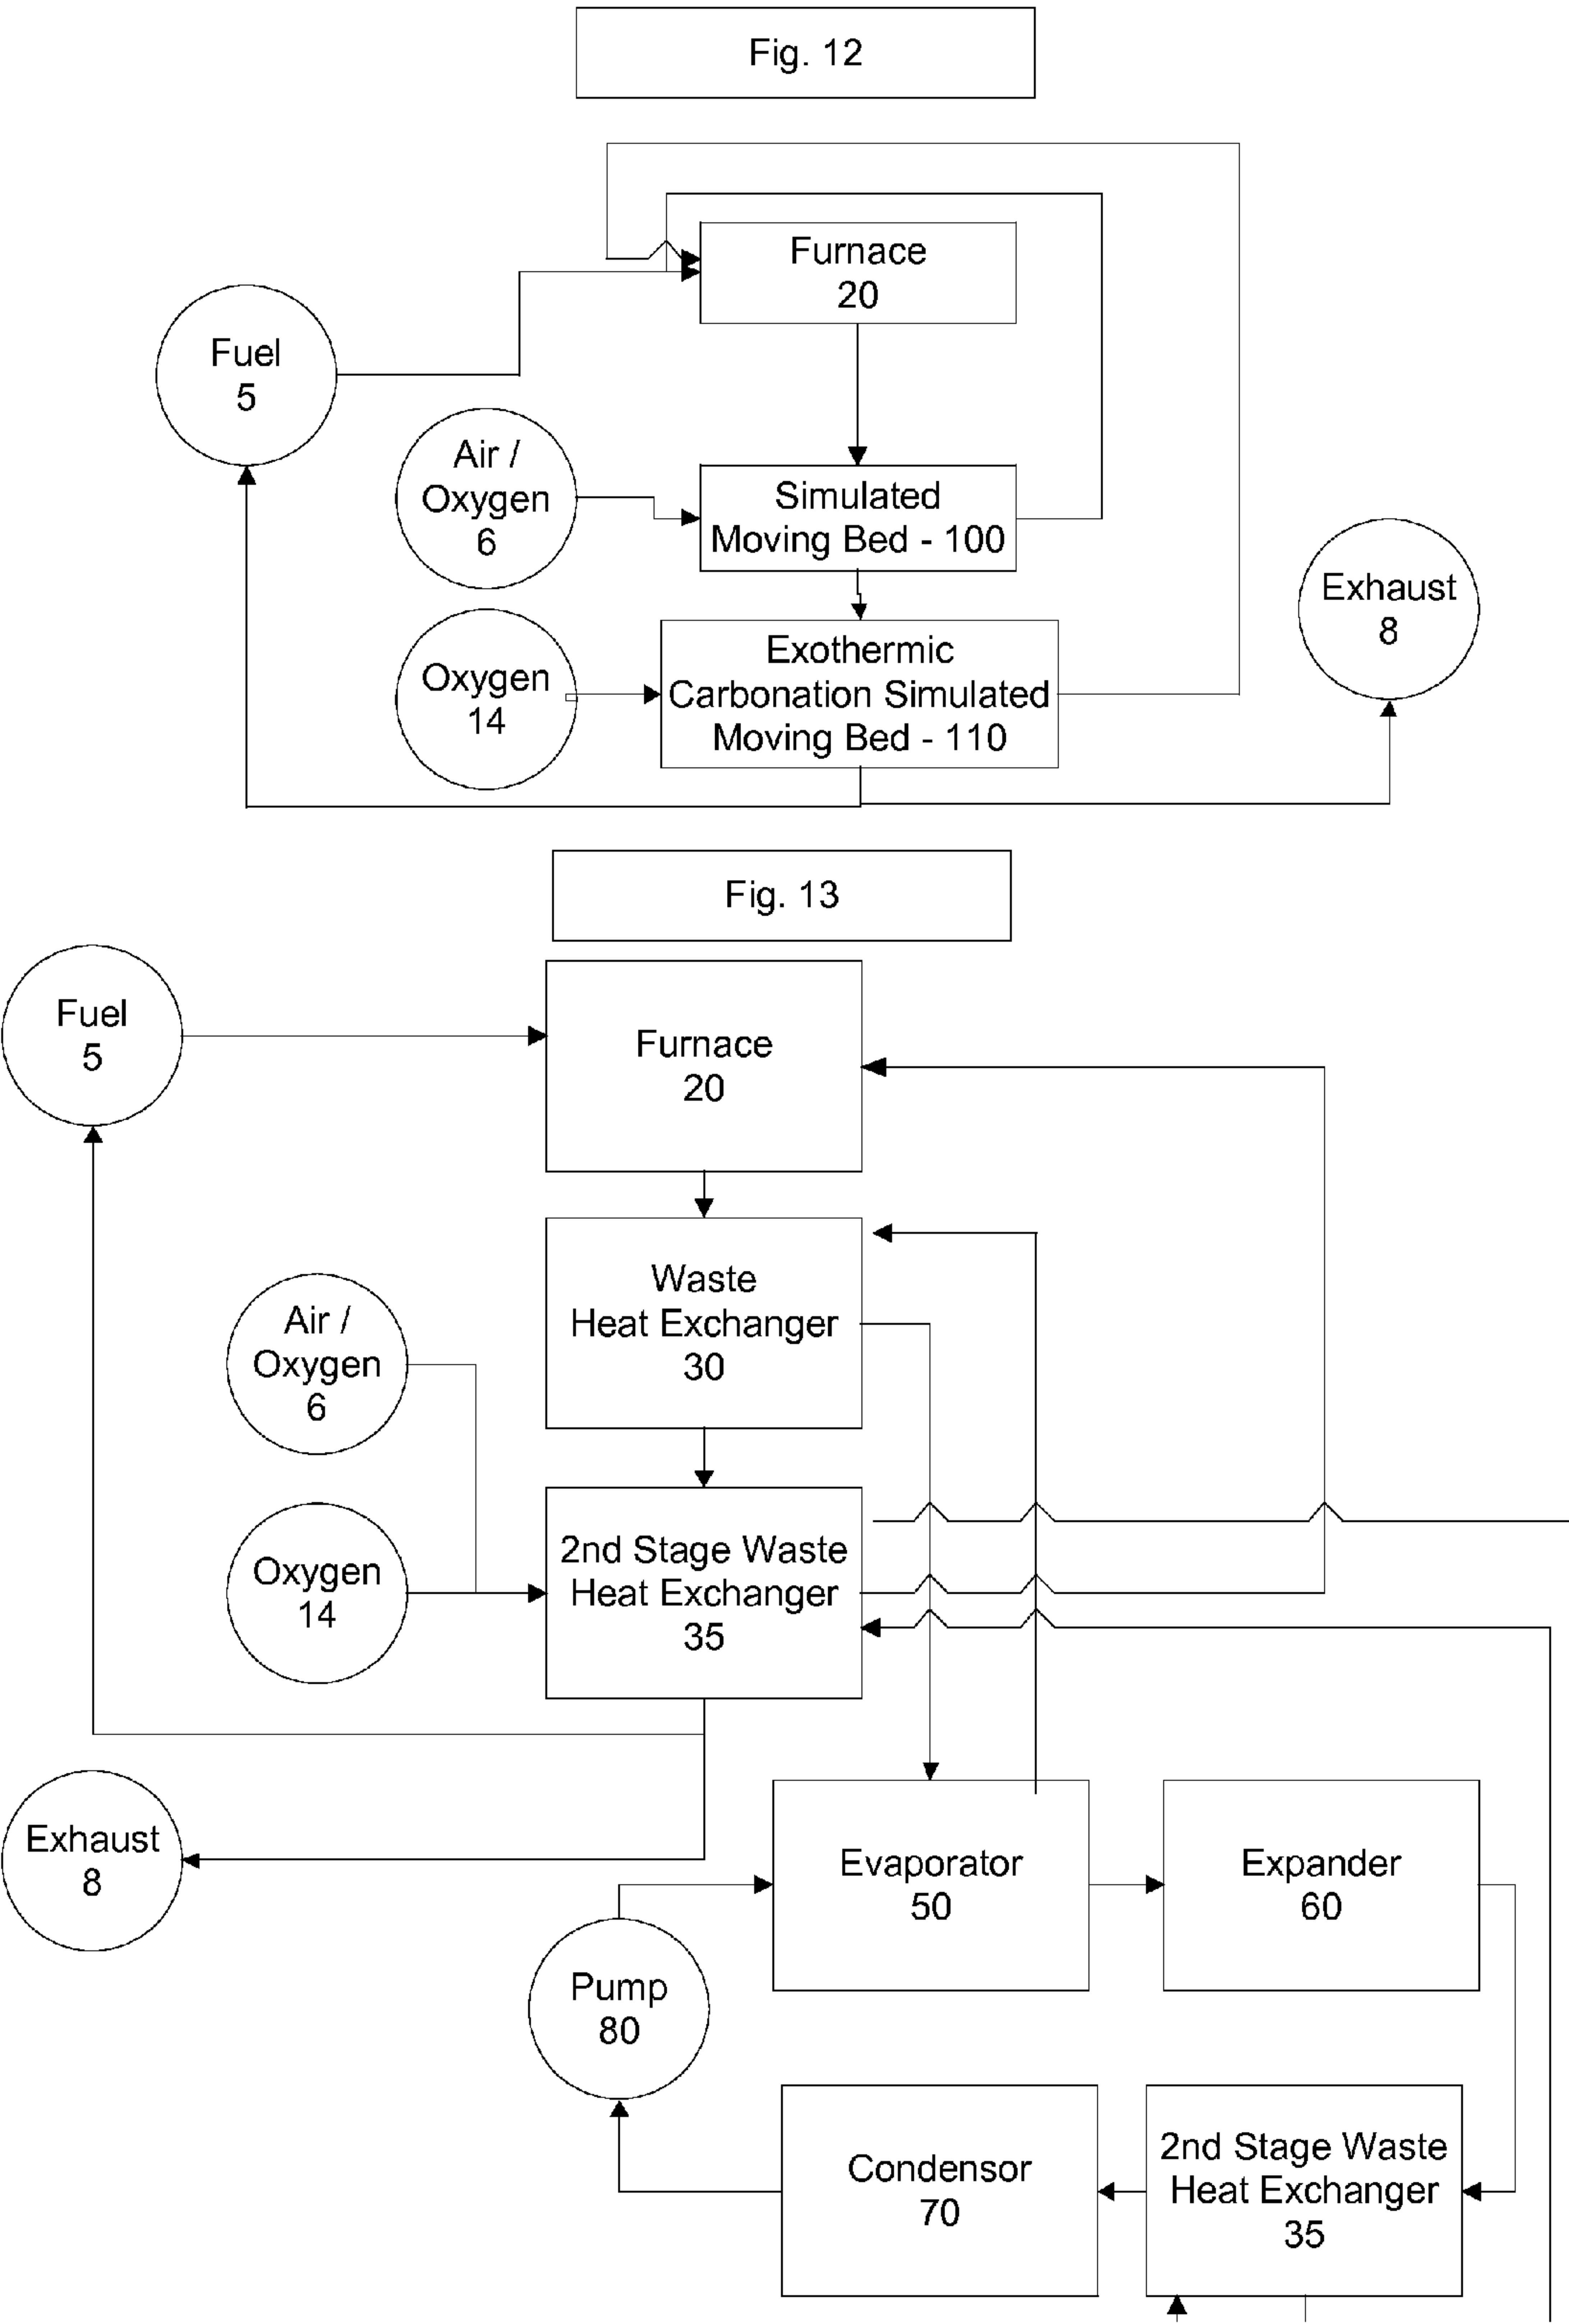 Fig. 12
Furnace
20
Fuel
5
Air /
Oxygen
6
Simulated
Moving Bed - 100
Exhaust
8
Oxygen
14
Exothermic
Carbonation Simulated
Moving Bed - 110
Fig. 13
Fuel
5
Furnace
20
Waste
Heat Exchanger
30
Air /
Oxygen
6
Oxygen
14
2nd Stage Waste
Heat Exchanger
35
Exhaust
8
Evaporator
50
Expander
60
Pump
80
Condensor
70
2nd Stage Waste
Heat Exchanger
35